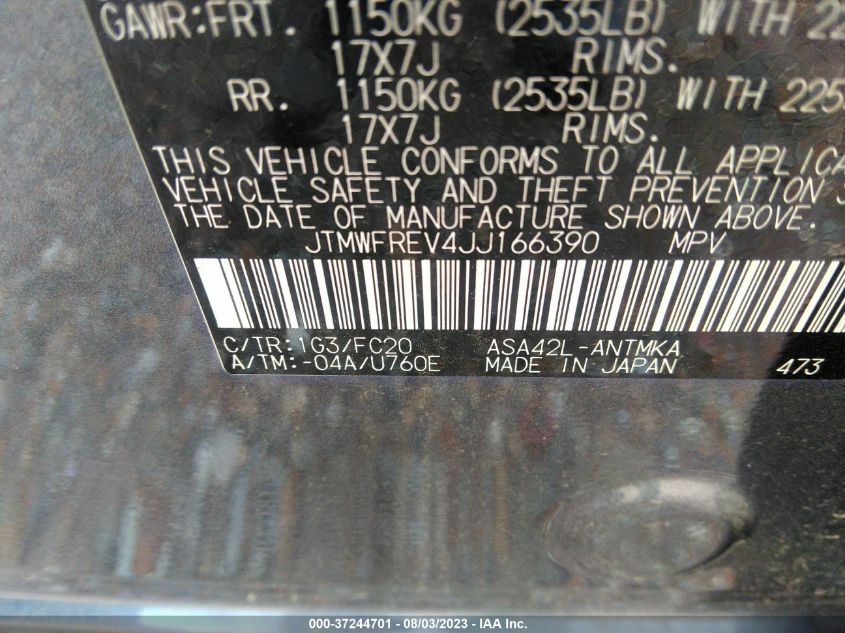 GAWR:FRT. 1150KG (2535LB) WITH
17X7J RIMS.
RR. 1150KG (2535LB) WITH
17X7J RIMS.
THIS VEHICLE CONFORMS TO ALL
VEHICLE SAFETY AND THEFT PREVENTION
THE DATE OF MANUFACTURE SHOWN ABOVE.
JTMWFREV4JJ166390 MPV
C/TR:1G3/FC20 ASA42L-ANTMKA
A/TM:-04A/U760E MADE IN JAPAN 473
000-37244701 - 08/03/2023 - IAA Inc.